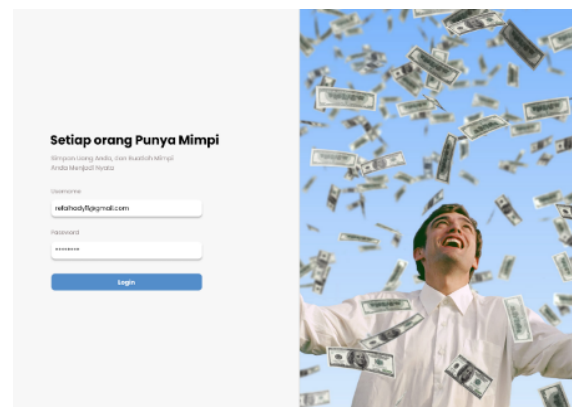 Setiap orang Punya Mimpi
Simpan Uang Anda, dan Buatlah Mimpi
Anda Menjadi Nyata
Username
Password
********
Login